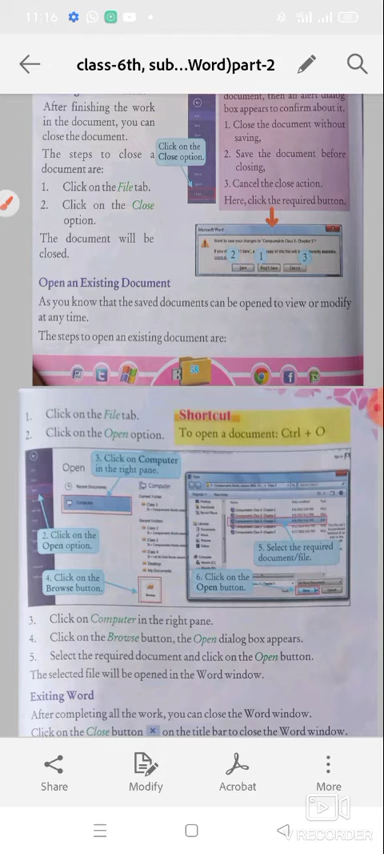 11:16
class-6th, sub...Word)part-2
After finishing the work
in the document, you can
close the document.
The steps to close a
document are:
1. Click on the File tab.
2. Click on the Close
option.
The document will be
closed.
Click on the
Close option.
document, then an alert dialog
box appears to confirm about it.
1. Close the document without
saving,
2. Save the document before
closing,
3. Cancel the close action.
Here, click the required button.
Microsoft Word
2 1 3
Open an Existing Document
As you know that the saved documents can be opened to view or modify
at any time.
The steps to open an existing document are:
1. Click on the File tab.
2. Click on the Open option.
Shortcut
To open a document: Ctrl + O
Open
3. Click on Computer
in the right pane.
Computer
2. Click on the
Open option.
4. Click on the
Browse button.
5. Select the required
document/file.
6. Click on the
Open button.
3. Click on Computer in the right pane.
4. Click on the Browse button, the Open dialog box appears.
5. Select the required document and click on the Open button.
The selected file will be opened in the Word window.
Exiting Word
After completing all the work, you can close the Word window.
Click on the Close button x on the title bar to close the Word window.
Share
Modify
Acrobat
More
RECORDER